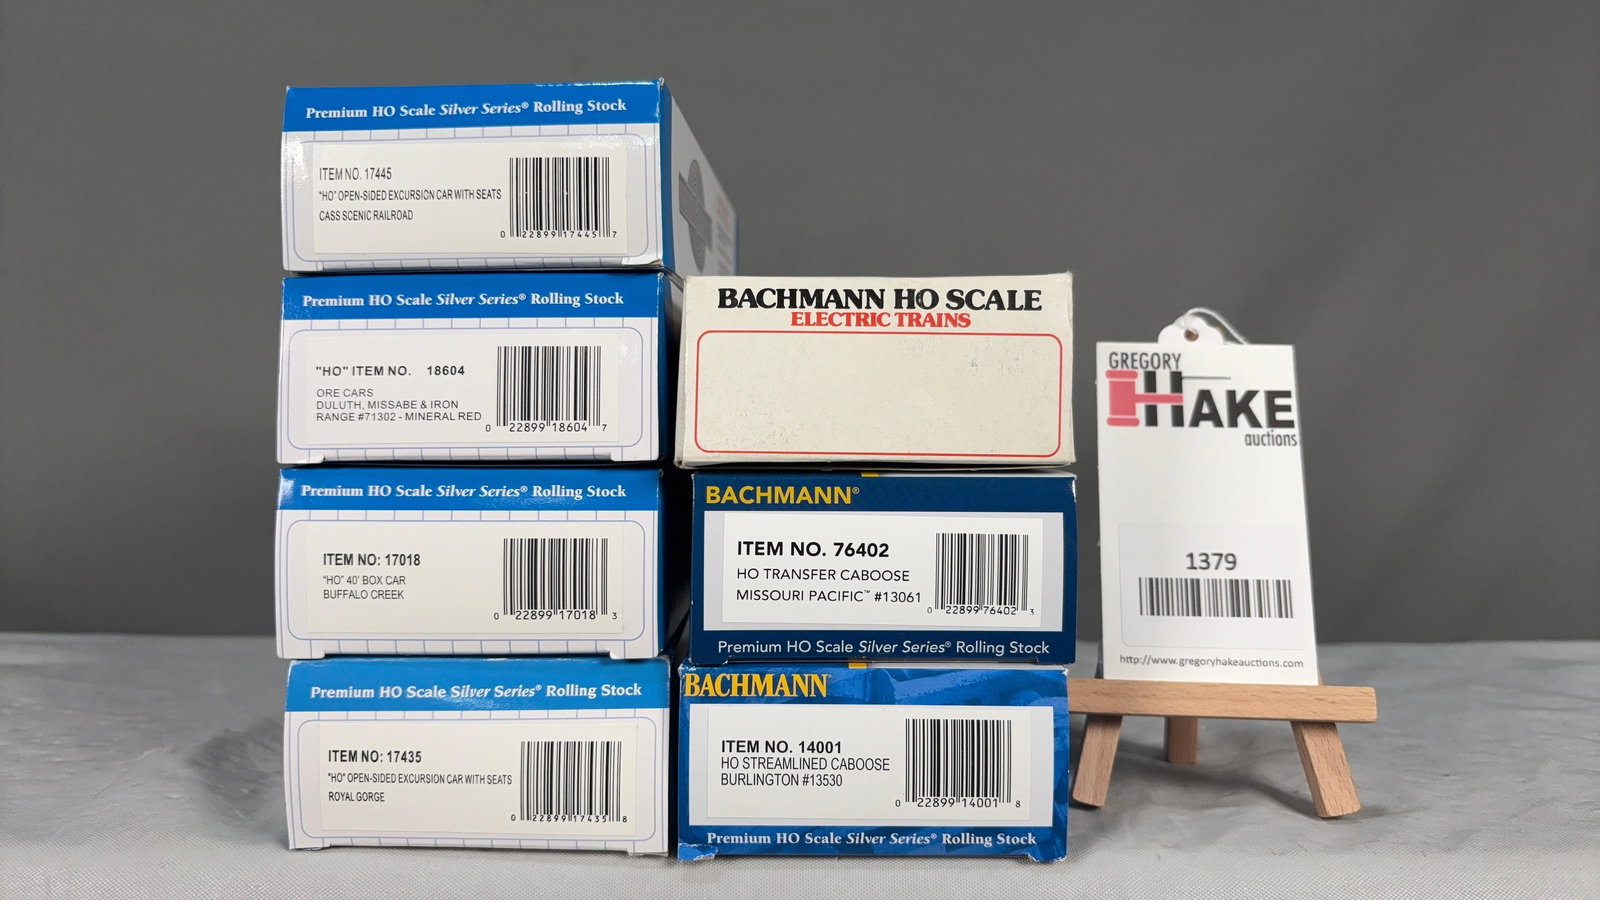 Premium HO Scale Silver Series® Rolling Stock
ITEM NO. 17445
"HO" OPEN-SIDED EXCURSION CAR WITH SEATS
CASS SCENIC RAILROAD
0 22899 17445 7
Premium HO Scale Silver Series® Rolling Stock
"HO" ITEM NO. 18604
ORE CARS
DULUTH, MISSABE & IRON
RANGE #71302 - MINERAL RED
0 22899 18604 7
Premium HO Scale Silver Series® Rolling Stock
ITEM NO: 17018
"HO" 40' BOX CAR
BUFFALO CREEK
0 22899 17018 3
Premium HO Scale Silver Series® Rolling Stock
ITEM NO: 17435
"HO" OPEN-SIDED EXCURSION CAR WITH SEATS
ROYAL GORGE
0 22899 17435 8
BACHMANN HO SCALE
ELECTRIC TRAINS
BACHMANN®
ITEM NO. 76402
HO TRANSFER CABOOSE
MISSOURI PACIFIC™ #13061
0 22899 76402 3
Premium HO Scale Silver Series® Rolling Stock
BACHMANN
ITEM NO. 14001
HO STREAMLINED CABOOSE
BURLINGTON #13530
0 22899 14001 8
Premium HO Scale Silver Series® Rolling Stock
GREGORY
HAKE
auctions
1379
http://www.gregoryhakeauctions.com